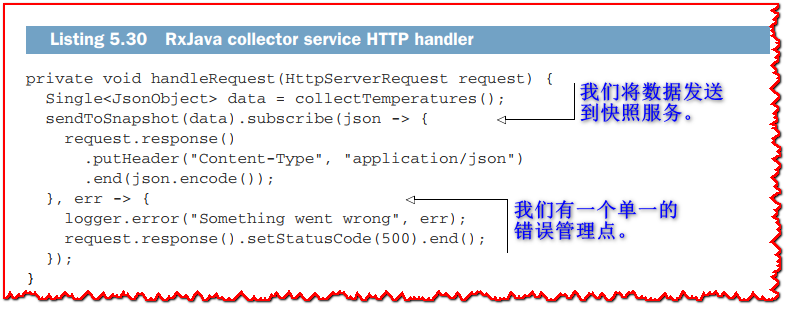 Listing 5.30 RxJava collector service HTTP handler
private void handleRequest(HttpServerRequest request) {
  Single<JsonObject> data = collectTemperatures();
  sendToSnapshot(data).subscribe(json -> {
    request.response()
      .putHeader("Content-Type", "application/json")
      .end(json.encode());
  }, err -> {
    logger.error("Something went wrong", err);
    request.response().setStatusCode(500).end();
  });
}
我们将数据发送
到快照服务。
我们有一个单一的
错误管理点。